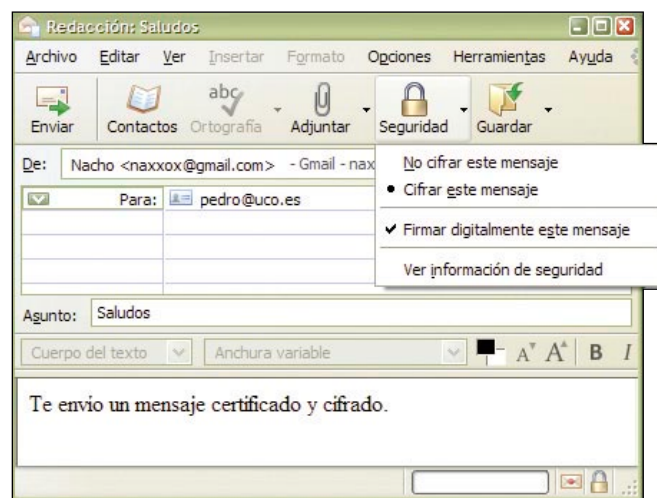 Redacción: Saludos
Archivo Editar Ver Insertar Formato Opciones Herramientas Ayuda
abc
Enviar Contactos Ortografía Adjuntar Seguridad Guardar
De: Nacho <naxxox@gmail.com> - Gmail - nax
No cifrar este mensaje
Para: pedro@uco.es
Cifrar este mensaje
Firmar digitalmente este mensaje
Ver información de seguridad
Asunto: Saludos
Cuerpo del texto Anchura variable A A B I
Te envío un mensaje certificado y cifrado.